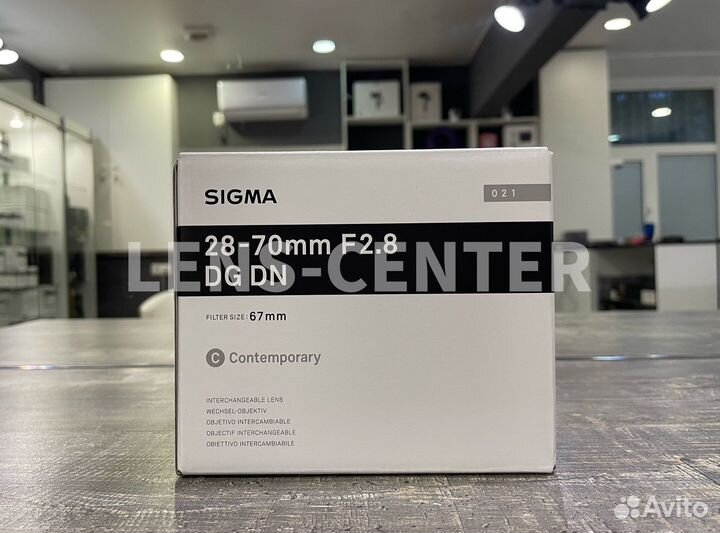 SIGMA
021
28-70mm F2.8
DG DN
LENS-CENTER
FILTER SIZE: 67mm
C Contemporary
INTERCHANGEABLE LENS
WECHSEL-OBJEKTIV
OBJETIVO INTERCAMBIABLE
OBJECTIF INTERCHANGEABLE
OBIETTIVO INTERCAMBIABILE
Avito